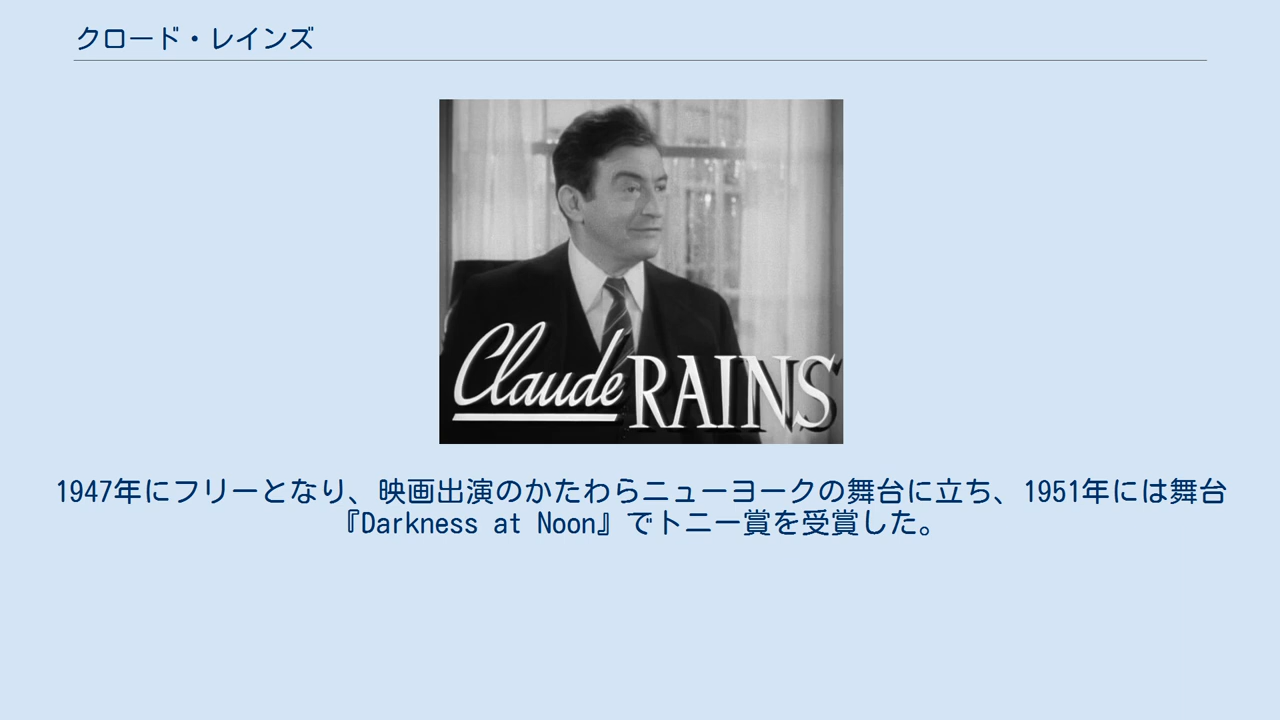 クロード・レインズ
Claude RAINS
1947年にフリーとなり、映画出演のかたわらニューヨークの舞台に立ち、1951年には舞台
『Darkness at Noon』でトニー賞を受賞した。